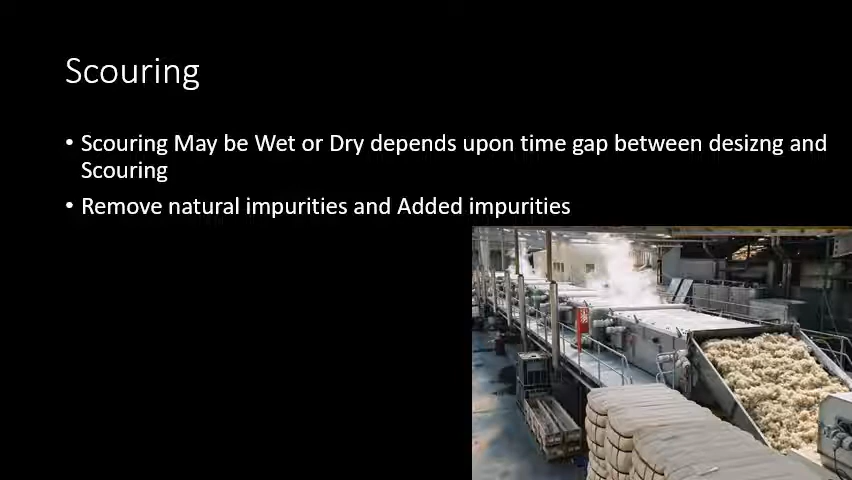 Scouring
• Scouring May be Wet or Dry depends upon time gap between desizng and
Scouring
• Remove natural impurities and Added impurities